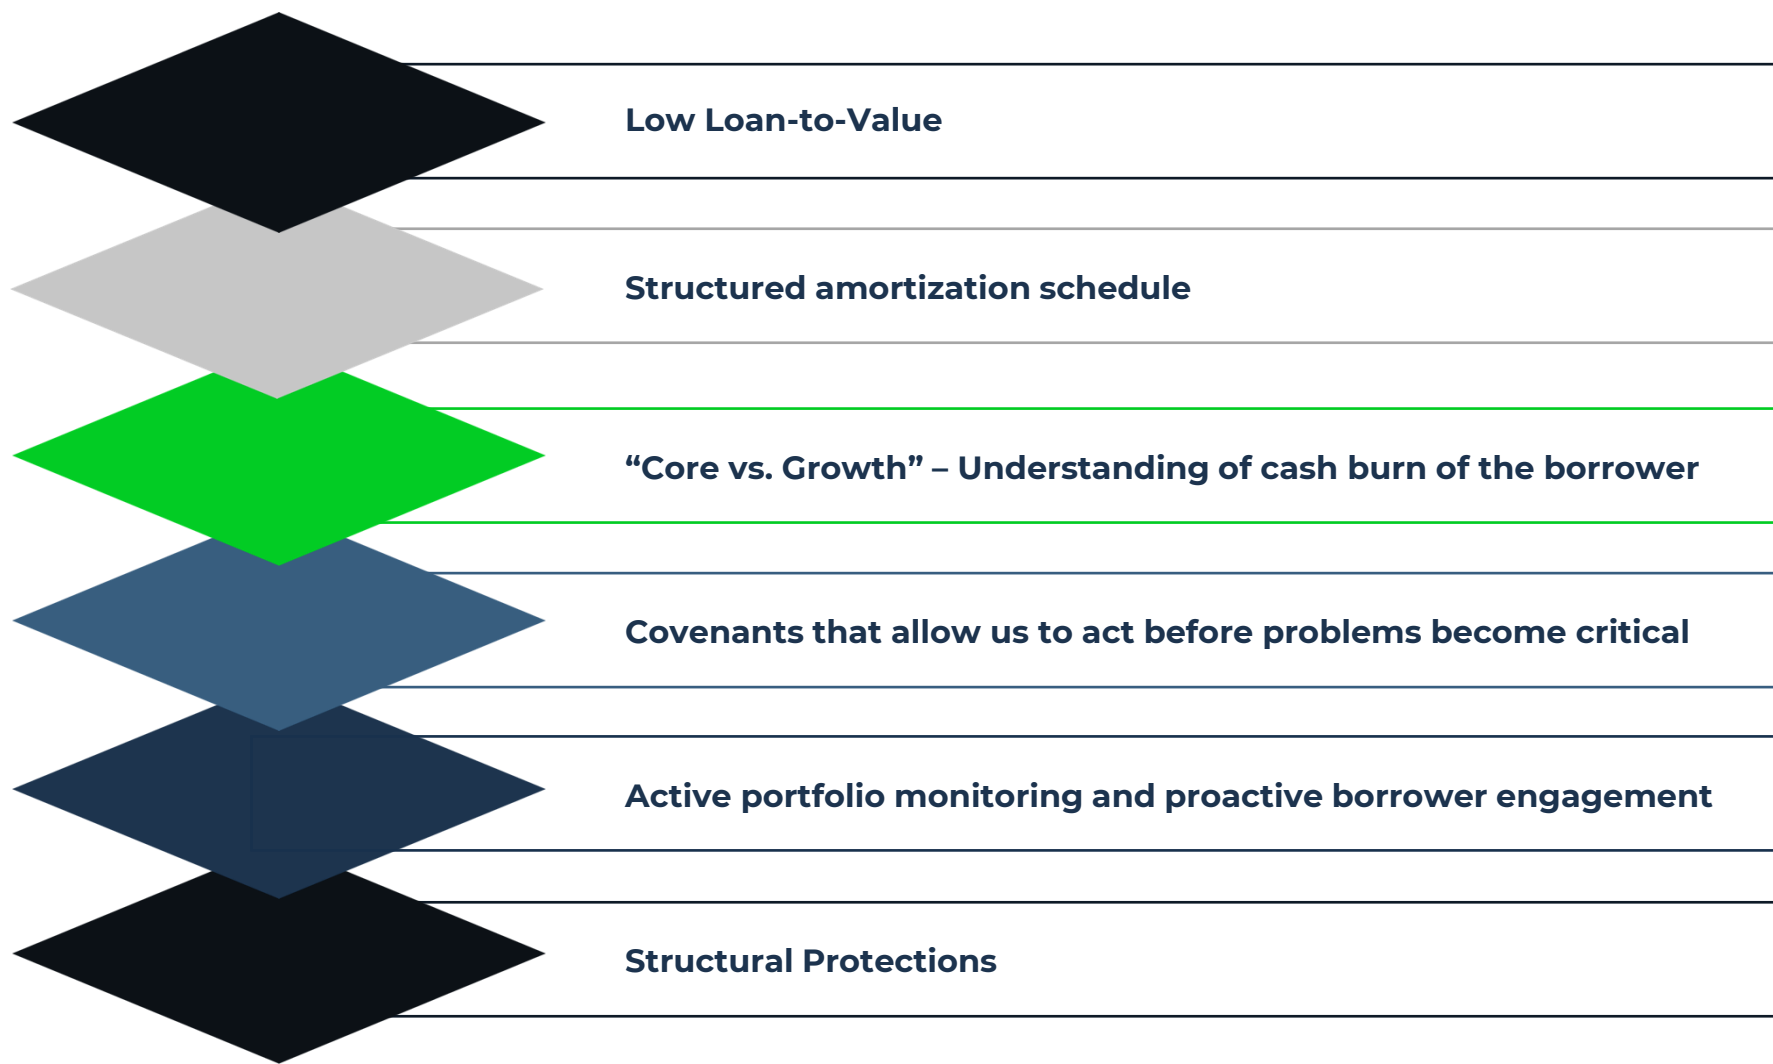 Low Loan-to-Value
Structured amortization schedule
“Core vs. Growth” – Understanding of cash burn of the borrower
Covenants that allow us to act before problems become critical
Active portfolio monitoring and proactive borrower engagement
Structural Protections